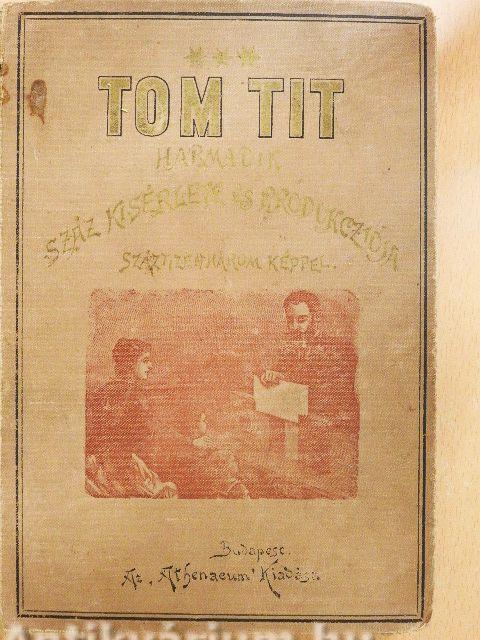 * * *
TOM TIT
HARMADIK
SZÁZ KISÉRLETE ÉS PRODUKCZIÓJA
SZÁZTIZENHÁROM KÉPPEL.
Budapest.
Az „Athenaeum” Kiadása.